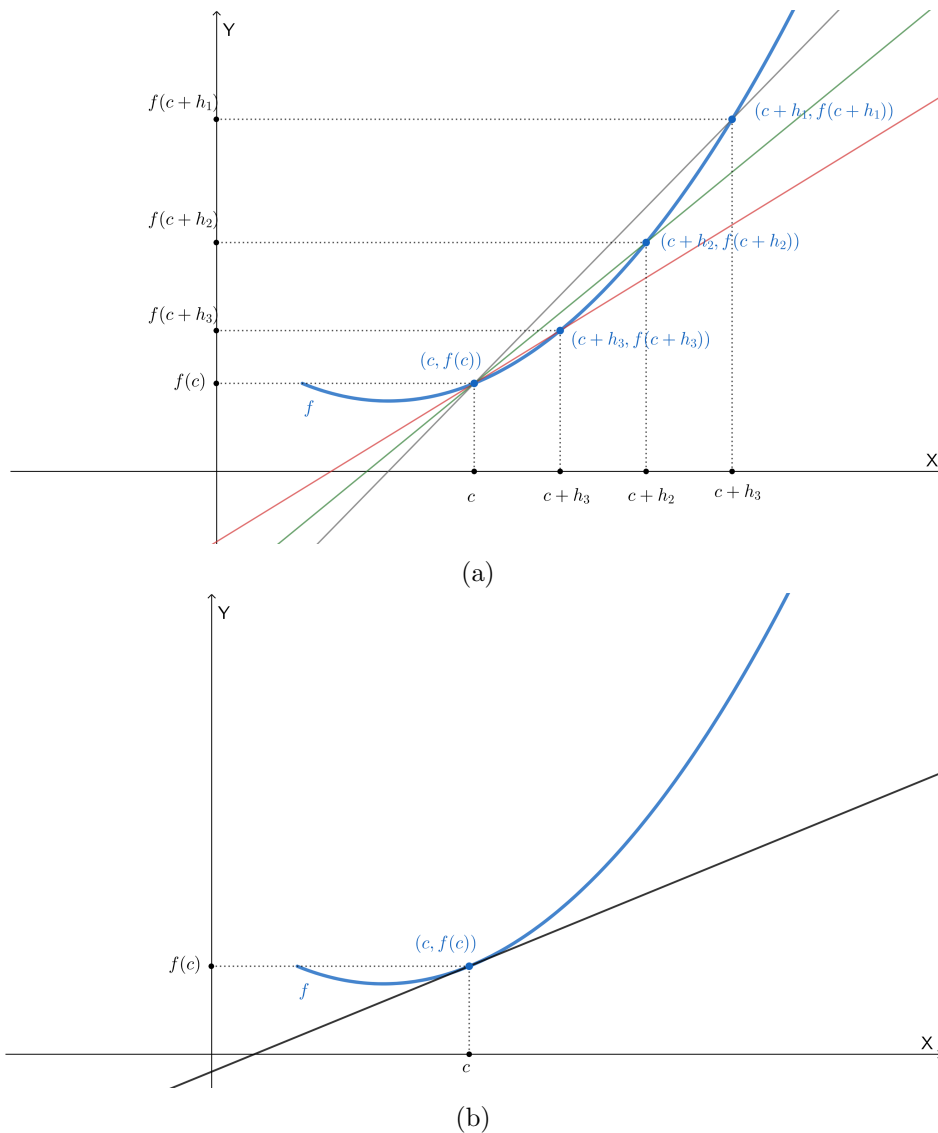 Y
f(c + h₁)
(c + h₁, f(c + h₁))
f(c + h₂)
(c + h₂, f(c + h₂))
f(c + h₃)
(c + h₃, f(c + h₃))
(c, f(c))
f(c)
f
X
c
c + h₃
c + h₂
c + h₃
(a)
Y
(c, f(c))
f(c)
f
X
c
(b)